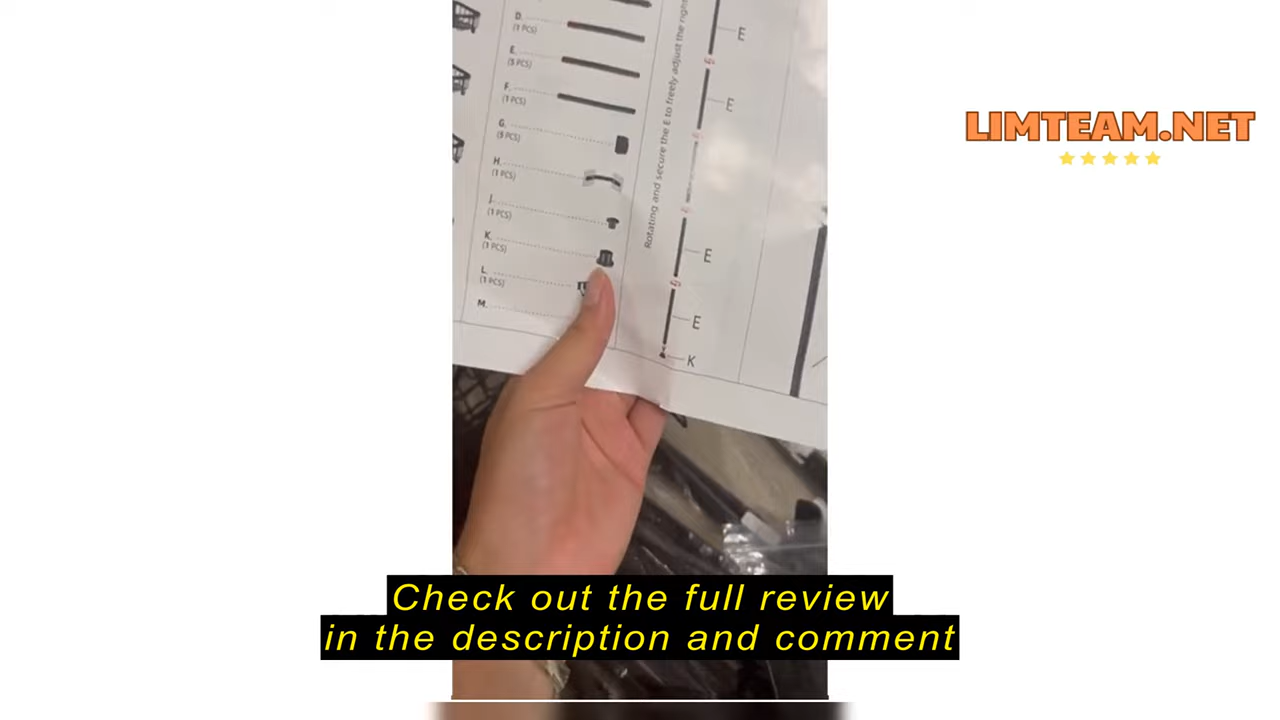 D.
(1 PCS)
E.
(5 PCS)
F.
(1 PCS)
G.
(5 PCS)
H.
(1 PCS)
J.
(1 PCS)
K.
(1 PCS)
L.
(1 PCS)
M.
Rotating and secure the E to freely adjust the right
E
E
E
E
K
LIMTEAM.NET
Check out the full review
in the description and comment